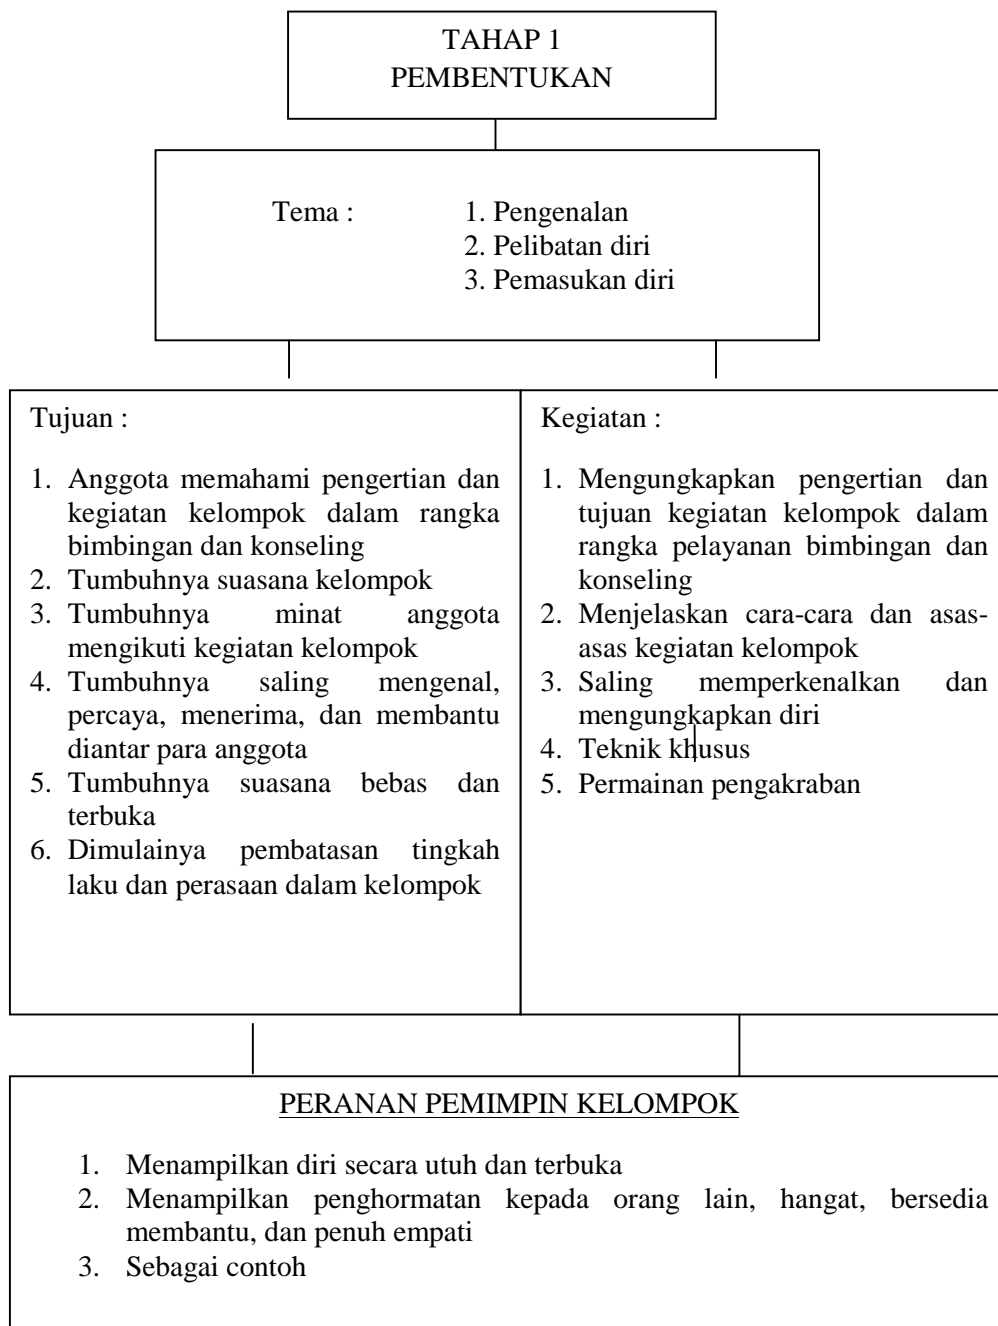 TAHAP 1
PEMBENTUKAN
Tema : 1. Pengenalan
2. Pelibatan diri
3. Pemasukan diri
Tujuan :
1. Anggota memahami pengertian dan
kegiatan kelompok dalam rangka
bimbingan dan konseling
2. Tumbuhnya suasana kelompok
3. Tumbuhnya minat anggota
mengikuti kegiatan kelompok
4. Tumbuhnya saling mengenal,
percaya, menerima, dan membantu
diantar para anggota
5. Tumbuhnya suasana bebas dan
terbuka
6. Dimulainya pembatasan tingkah
laku dan perasaan dalam kelompok
Kegiatan :
1. Mengungkapkan pengertian dan
tujuan kegiatan kelompok dalam
rangka pelayanan bimbingan dan
konseling
2. Menjelaskan cara-cara dan asas-
asas kegiatan kelompok
3. Saling memperkenalkan dan
mengungkapkan diri
4. Teknik khusus
5. Permainan pengakraban
PERANAN PEMIMPIN KELOMPOK
1. Menampilkan diri secara utuh dan terbuka
2. Menampilkan penghormatan kepada orang lain, hangat, bersedia
membantu, dan penuh empati
3. Sebagai contoh